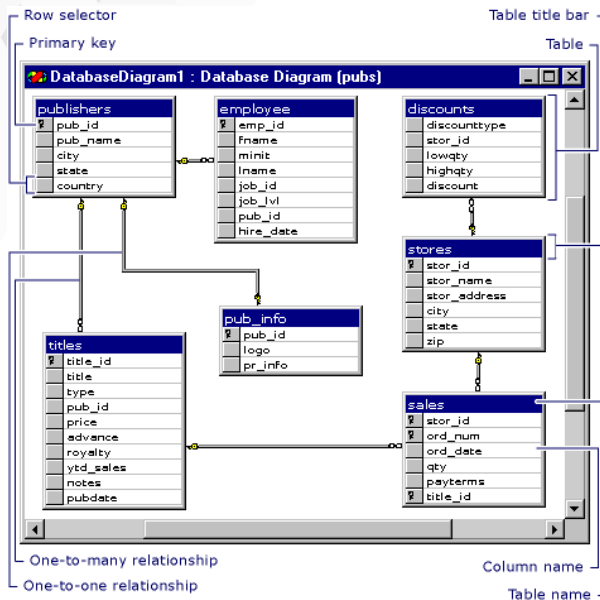 Row selector
Table title bar
Primary key
Table
DatabaseDiagram1 : Database Diagram (pubs)
publishers
pub_id
pub_name
city
state
country
employee
emp_id
fname
minit
lname
job_id
job_lvl
pub_id
hire_date
discounts
discounttype
stor_id
lowqty
highqty
discount
stores
stor_id
stor_name
stor_address
city
state
zip
pub_info
pub_id
logo
pr_info
titles
title_id
title
type
pub_id
price
advance
royalty
ytd_sales
notes
pubdate
sales
stor_id
ord_num
ord_date
qty
payterms
title_id
One-to-many relationship
Column name
One-to-one relationship
Table name